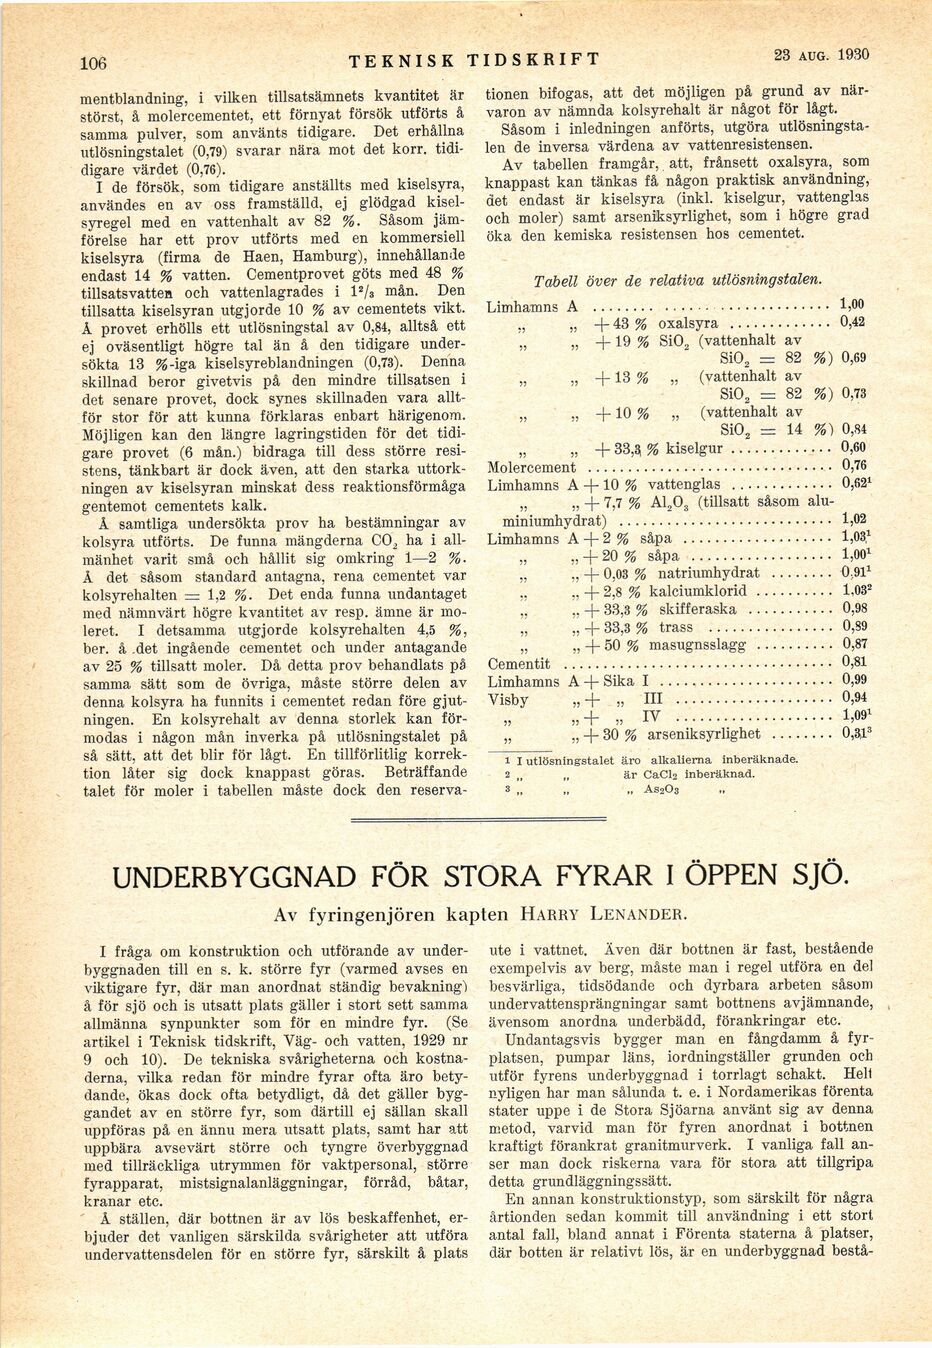 106
TEKNISK TIDSKRIFT
23 AUG. 1930
mentblandning, i vilken tillsatsämnets kvantitet är
störst, å molercementet, ett förnyat försök utförts å
samma pulver, som använts tidigare. Det erhållna
utlösningstalet (0,79) svarar nära mot det korr. tidi-
digare värdet (0,76).
I de försök, som tidigare anställts med kiselsyra,
användes en av oss framställd, ej glödgad kisel-
syregel med en vattenhalt av 82 %. Såsom jäm-
förelse har ett prov utförts med en kommersiell
kiselsyra (firma de Haen, Hamburg), innehållande
endast 14 % vatten. Cementprovet göts med 48 %
tillsatsvatten och vattenlagrades i 1²/₃ mån. Den
tillsatta kiselsyran utgjorde 10 % av cementets vikt.
Å provet erhölls ett utlösningstal av 0,84, alltså ett
ej oväsentligt högre tal än å den tidigare under-
sökta 13 %-iga kiselsyreblandningen (0,73). Denna
skillnad beror givetvis på den mindre tillsatsen i
det senare provet, dock synes skillnaden vara allt-
för stor för att kunna förklaras enbart härigenom.
Möjligen kan den längre lagringstiden för det tidi-
gare provet (6 mån.) bidraga till dess större resi-
stens, tänkbart är dock även, att den starka uttork-
ningen av kiselsyran minskat dess reaktionsförmåga
gentemot cementets kalk.
Å samtliga undersökta prov ha bestämningar av
kolsyra utförts. De funna mängderna CO₂ ha i all-
mänhet varit små och hållit sig omkring 1—2 %.
Å det såsom standard antagna, rena cementet var
kolsyrehalten = 1,2 %. Det enda funna undantaget
med nämnvärt högre kvantitet av resp. ämne är mo-
leret. I detsamma utgjorde kolsyrehalten 4,5 %,
ber. å det ingående cementet och under antagande
av 25 % tillsatt moler. Då detta prov behandlats på
samma sätt som de övriga, måste större delen av
denna kolsyra ha funnits i cementet redan före gjut-
ningen. En kolsyrehalt av denna storlek kan för-
modas i någon mån inverka på utlösningstalet på
så sätt, att det blir för lågt. En tillförlitlig korrek-
tion låter sig dock knappast göras. Beträffande
talet för moler i tabellen måste dock den reserva-
tionen bifogas, att det möjligen på grund av när-
varon av nämnda kolsyrehalt är något för lågt.
Såsom i inledningen anförts, utgöra utlösningsta-
len de inversa värdena av vattenresistensen.
Av tabellen framgår, att, frånsett oxalsyra, som
knappast kan tänkas få någon praktisk användning,
det endast är kiselsyra (inkl. kiselgur, vattenglas
och moler) samt arseniksyrlighet, som i högre grad
öka den kemiska resistensen hos cementet.
Tabell över de relativa utlösningstalen.
Limhamns A .............................. 1,00
„ „ + 43 % oxalsyra ............. 0,42
„ „ + 19 % SiO₂ (vattenhalt av
SiO₂ = 82 %) 0,69
„ „ + 13 % „ (vattenhalt av
SiO₂ = 82 %) 0,73
„ „ + 10 % „ (vattenhalt av
SiO₂ = 14 %) 0,84
„ „ + 33,3 % kiselgur ............. 0,60
Molercement .............................. 0,76
Limhamns A + 10 % vattenglas ............. 0,62¹
„ „ + 7,7 % Al₂O₃ (tillsatt såsom alu-
miniumhydrat) .......................... 1,02
Limhamns A + 2 % såpa .................. 1,03¹
„ „ + 20 % såpa ................. 1,00¹
„ „ + 0,03 % natriumhydrat ........ 0,91¹
„ „ + 2,8 % kalciumklorid .......... 1,03²
„ „ + 33,3 % skifferaska ........... 0,98
„ „ + 33,3 % trass ............... 0,89
„ „ + 50 % masugnsslagg .......... 0,87
Cementit ................................. 0,81
Limhamns A + Sika I ..................... 0,99
Visby „ + „ III ................... 0,94
„ „ + „ IV ................... 1,09¹
„ „ + 30 % arseniksyrlighet ........ 0,31³
1 I utlösningstalet äro alkalierna inberäknade.
2 „ „ är CaCl2 inberäknad.
3 „ „ „ As2O3 „
UNDERBYGGNAD FÖR STORA FYRAR I ÖPPEN SJÖ.
Av fyringenjören kapten HARRY LENANDER.
I fråga om konstruktion och utförande av under-
byggnaden till en s. k. större fyr (varmed avses en
viktigare fyr, där man anordnat ständig bevakning)
å för sjö och is utsatt plats gäller i stort sett samma
allmänna synpunkter som för en mindre fyr. (Se
artikel i Teknisk tidskrift, Väg- och vatten, 1929 nr
9 och 10). De tekniska svårigheterna och kostna-
derna, vilka redan för mindre fyrar ofta äro bety-
dande, ökas dock ofta betydligt, då det gäller byg-
gandet av en större fyr, som därtill ej sällan skall
uppföras på en ännu mera utsatt plats, samt har att
uppbära avsevärt större och tyngre överbyggnad
med tillräckliga utrymmen för vaktpersonal, större
fyrapparat, mistsignalanläggningar, förråd, båtar,
kranar etc.
Å ställen, där bottnen är av lös beskaffenhet, er-
bjuder det vanligen särskilda svårigheter att utföra
undervattensdelen för en större fyr, särskilt å plats
ute i vattnet. Även där bottnen är fast, bestående
exempelvis av berg, måste man i regel utföra en del
besvärliga, tidsödande och dyrbara arbeten såsom
undervattensprängningar samt bottnens avjämnande,
ävensom anordna underbädd, förankringar etc.
Undantagsvis bygger man en fångdamm å fyr-
platsen, pumpar läns, iordningställer grunden och
utför fyrens underbyggnad i torrlagt schakt. Helt
nyligen har man sålunda t. e. i Nordamerikas förenta
stater uppe i de Stora Sjöarna använt sig av denna
metod, varvid man för fyren anordnat i bottnen
kraftigt förankrat granitmurverk. I vanliga fall an-
ser man dock riskerna vara för stora att tillgripa
detta grundläggningssätt.
En annan konstruktionstyp, som särskilt för några
årtionden sedan kommit till användning i ett stort
antal fall, bland annat i Förenta staterna å platser,
där botten är relativt lös, är en underbyggnad bestå-